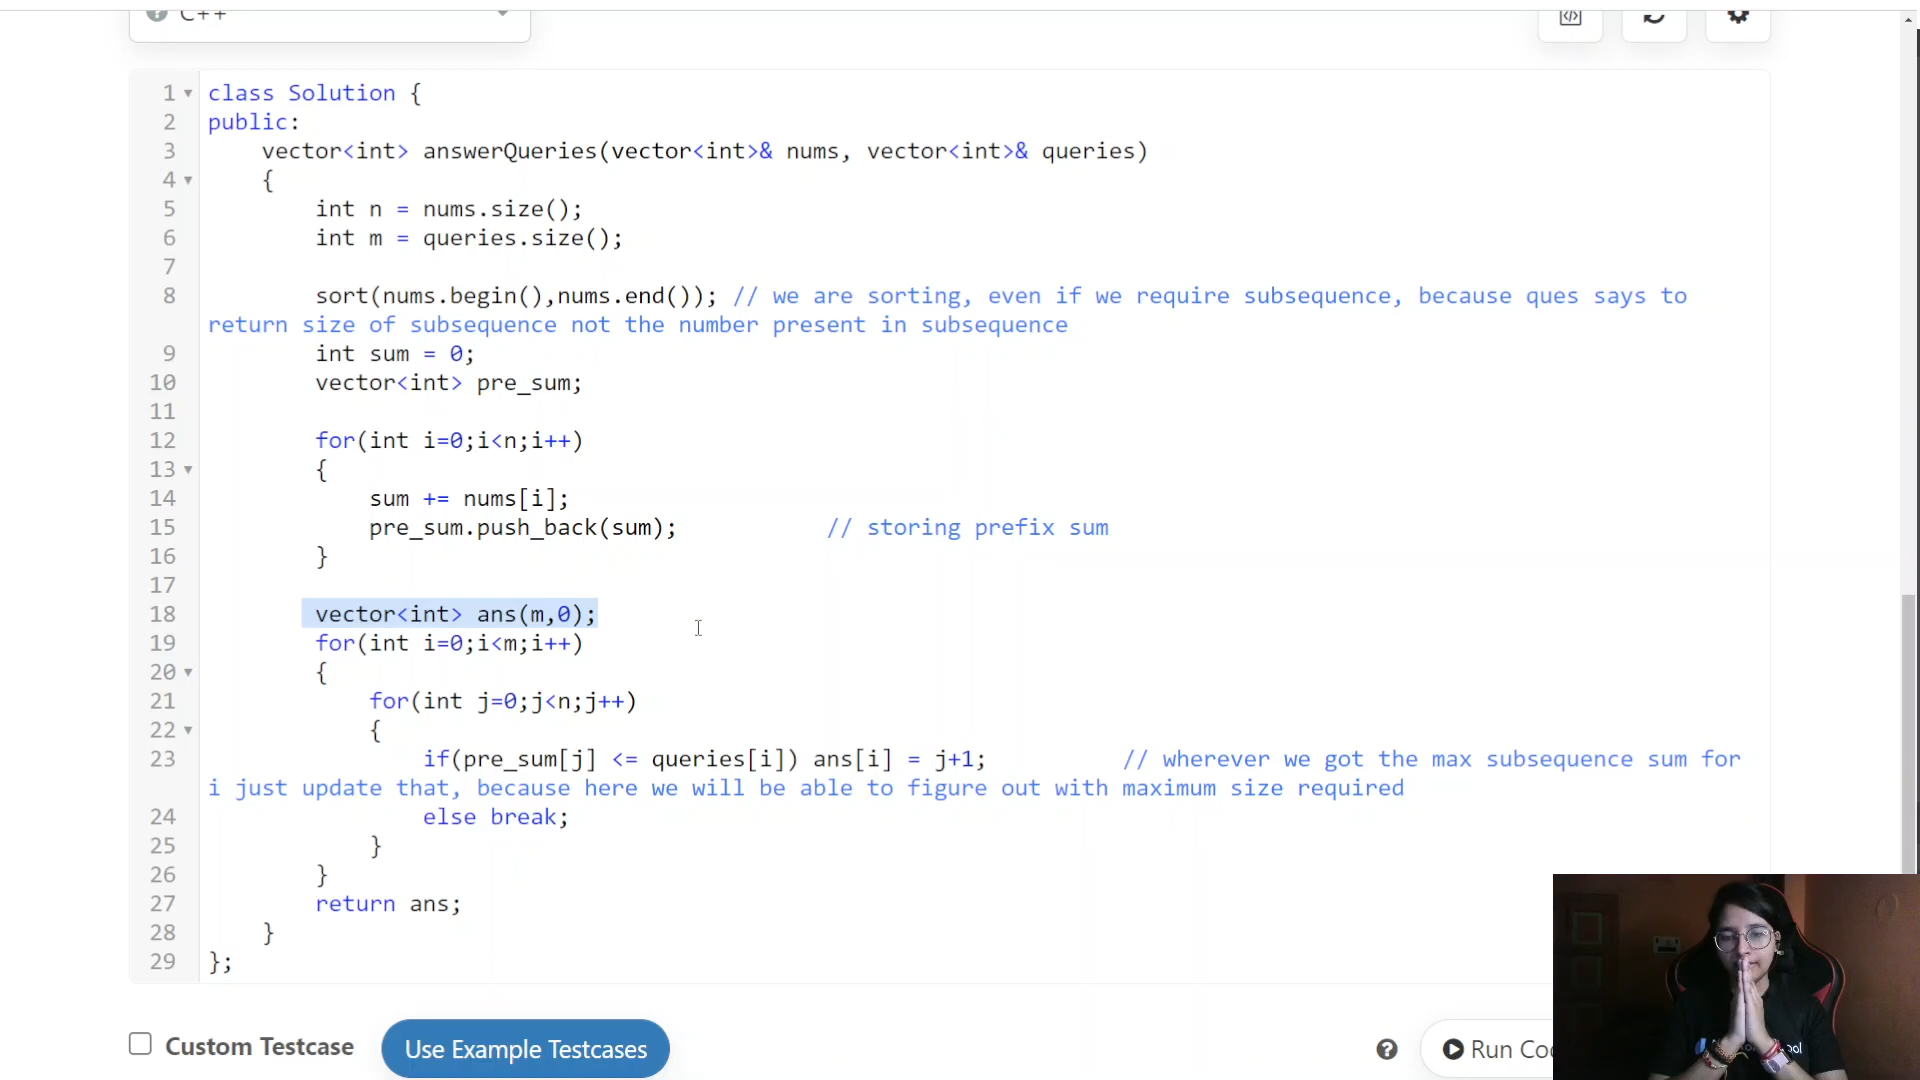 C++
1 class Solution {
2 public:
3 vector<int> answerQueries(vector<int>& nums, vector<int>& queries)
4 {
5 int n = nums.size();
6 int m = queries.size();
7
8 sort(nums.begin(),nums.end()); // we are sorting, even if we require subsequence, because ques says to
return size of subsequence not the number present in subsequence
9 int sum = 0;
10 vector<int> pre_sum;
11
12 for(int i=0;i<n;i++)
13 {
14 sum += nums[i];
15 pre_sum.push_back(sum); // storing prefix sum
16 }
17
18 vector<int> ans(m,0);
19 for(int i=0;i<m;i++)
20 {
21 for(int j=0;j<n;j++)
22 {
23 if(pre_sum[j] <= queries[i]) ans[i] = j+1; // wherever we got the max subsequence sum for
i just update that, because here we will be able to figure out with maximum size required
24 else break;
25 }
26 }
27 return ans;
28 }
29 };
Custom Testcase
Use Example Testcases
Run